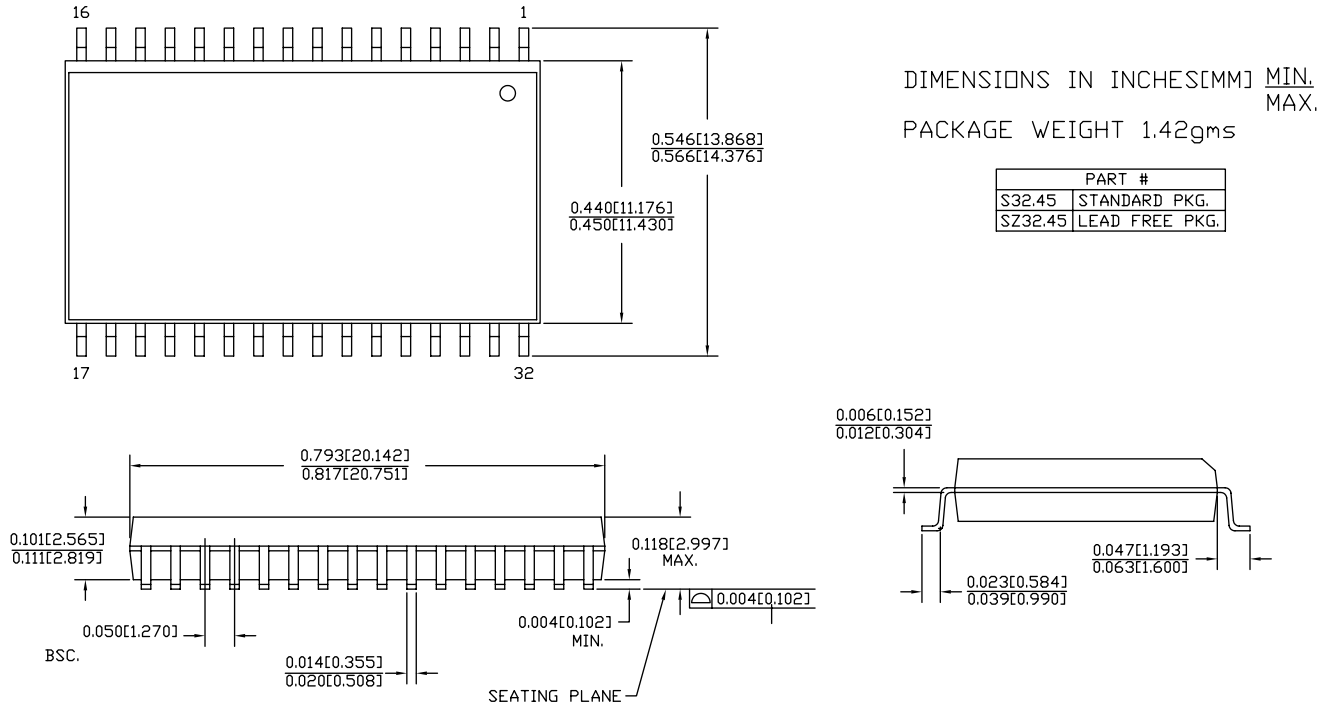 16
1
DIMENSIONS IN INCHES[MM] MIN.
MAX.
PACKAGE WEIGHT 1.42gms
0.546[13.868]
0.566[14.376]
PART #
S32.45 STANDARD PKG.
SZ32.45 LEAD FREE PKG.
0.440[11.176]
0.450[11.430]
17
32
0.006[0.152]
0.012[0.304]
0.793[20.142]
0.817[20.751]
0.101[2.565]
0.111[2.819]
0.118[2.997]
MAX.
0.047[1.193]
0.063[1.600]
0.023[0.584]
0.039[0.990]
0.004[0.102]
0.050[1.270]
BSC.
0.004[0.102]
MIN.
0.014[0.355]
0.020[0.508]
SEATING PLANE